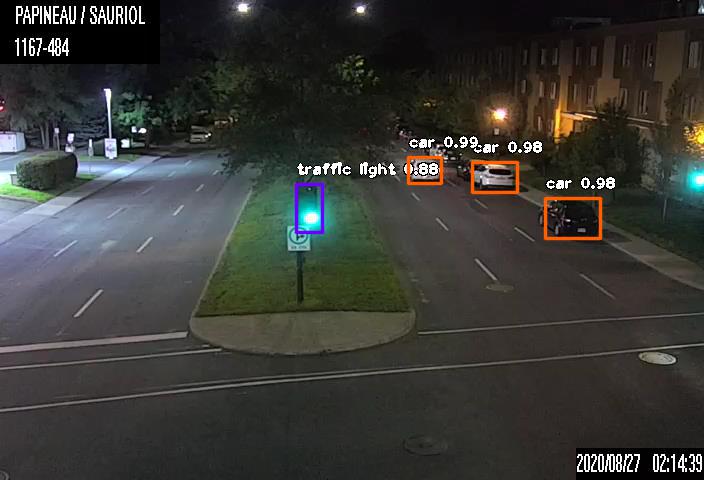 PAPINEAU / SAURIOL
1167-484
car 0.99
car 0.98
traffic light 0.88
car 0.98
2020/08/27 02:14:39